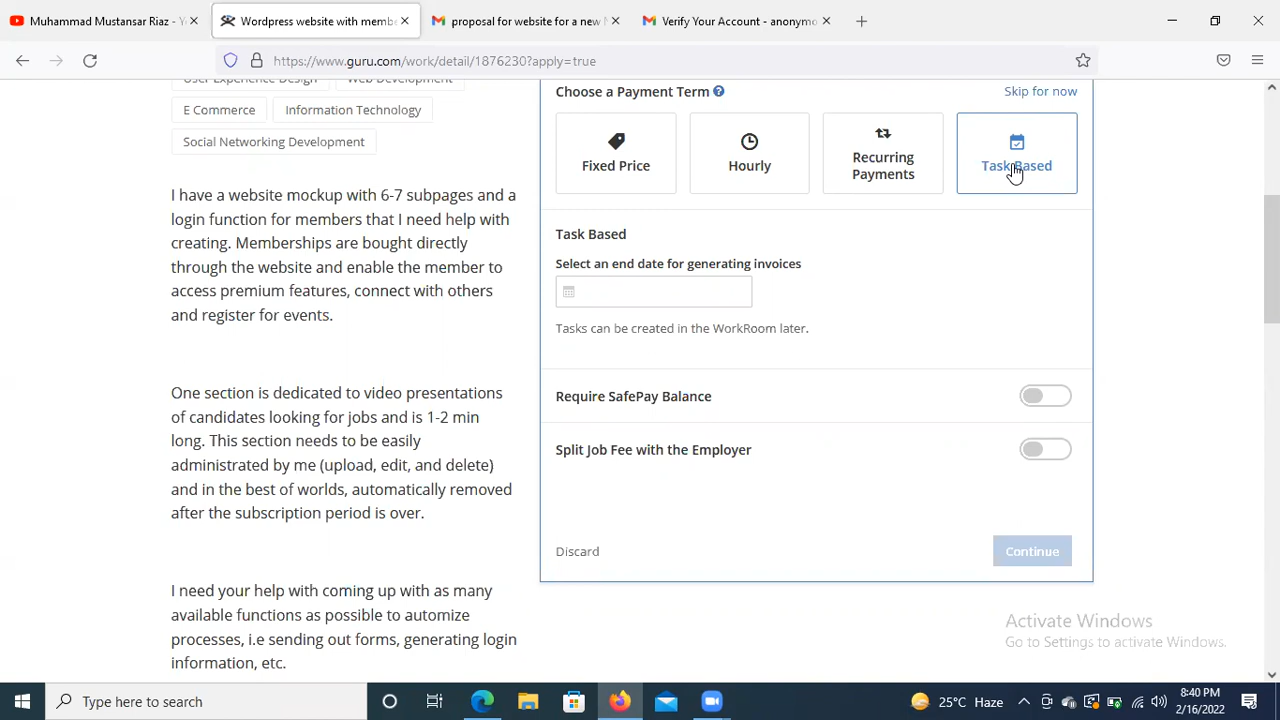 Muhammad Mustansar Riaz - Yo
Wordpress website with membe
proposal for website for a new M
Verify Your Account - anonymo
https://www.guru.com/work/detail/1876230?apply=true
User Experience Design
Web Development
E Commerce
Information Technology
Social Networking Development
I have a website mockup with 6-7 subpages and a
login function for members that I need help with
creating. Memberships are bought directly
through the website and enable the member to
access premium features, connect with others
and register for events.
One section is dedicated to video presentations
of candidates looking for jobs and is 1-2 min
long. This section needs to be easily
administrated by me (upload, edit, and delete)
and in the best of worlds, automatically removed
after the subscription period is over.
I need your help with coming up with as many
available functions as possible to automize
processes, i.e sending out forms, generating login
information, etc.
Choose a Payment Term ?
Skip for now
Fixed Price
Hourly
Recurring
Payments
Task Based
Task Based
Select an end date for generating invoices
Tasks can be created in the WorkRoom later.
Require SafePay Balance
Split Job Fee with the Employer
Discard
Continue
Activate Windows
Go to Settings to activate Windows.
Type here to search
25°C Haze
8:40 PM
2/16/2022